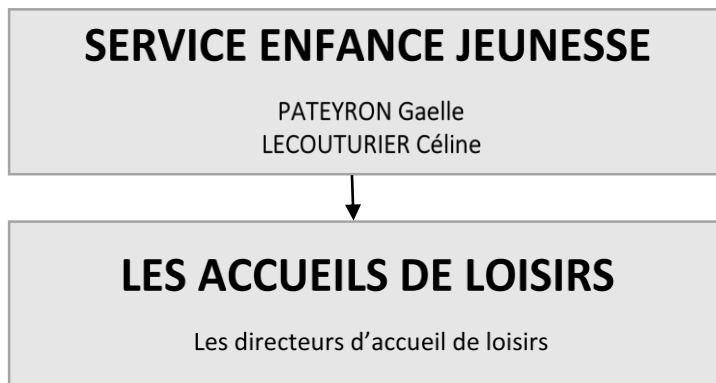 SERVICE ENFANCE JEUNESSE
PATEYRON Gaelle
LECOUTURIER Céline
LES ACCUEILS DE LOISIRS
Les directeurs d’accueil de loisirs